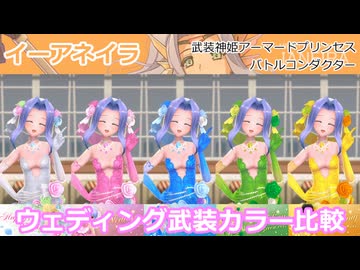 イーアネイラ
武装神姫アーマードプリンセス
バトルコンダクター
ウェディング武装カラー比較